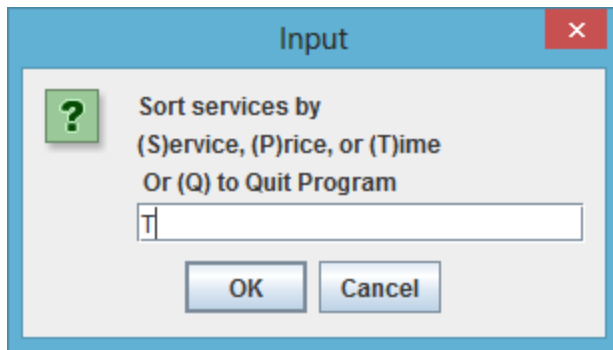 Input
Sort services by
(S)ervice, (P)rice, or (T)ime
Or (Q) to Quit Program
T
OK
Cancel